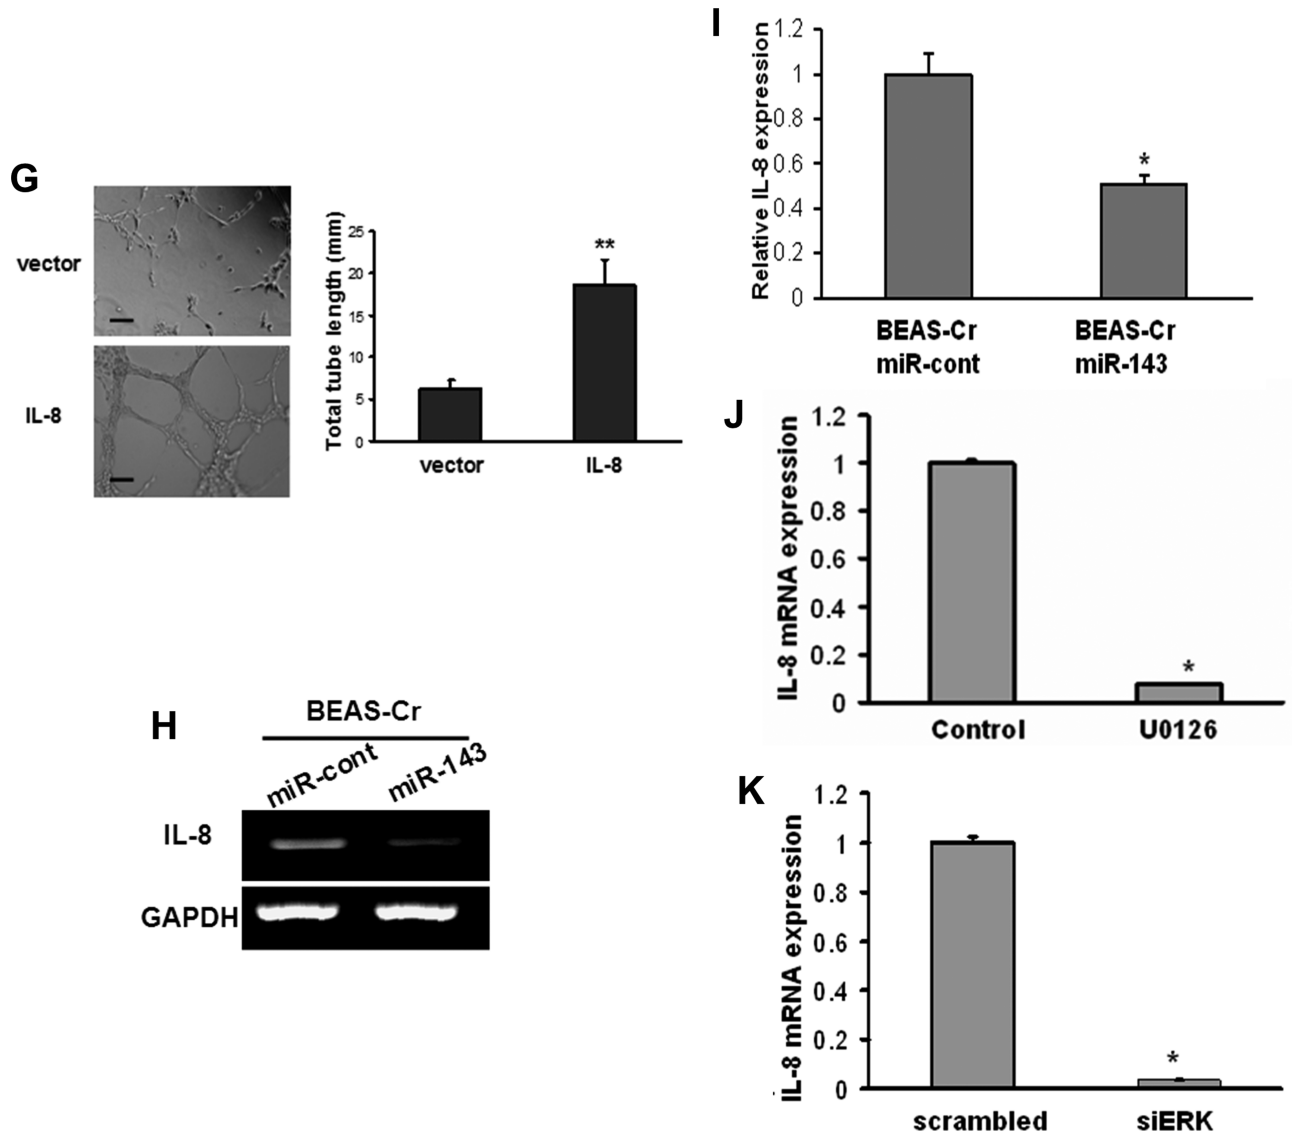 G
vector
IL-8
Total tube length (mm)
25
20
15
10
5
0
**
vector
IL-8
H
BEAS-Cr
miR-cont miR-143
IL-8
GAPDH
I
Relative IL-8 expression
1.2
1
0.8
0.6
0.4
0.2
0
*
BEAS-Cr BEAS-Cr
miR-cont miR-143
J
IL-8 mRNA expression
1.2
1
0.8
0.6
0.4
0.2
0
*
Control U0126
K
IL-8 mRNA expression
1.2
1
0.8
0.6
0.4
0.2
0
*
scrambled siERK